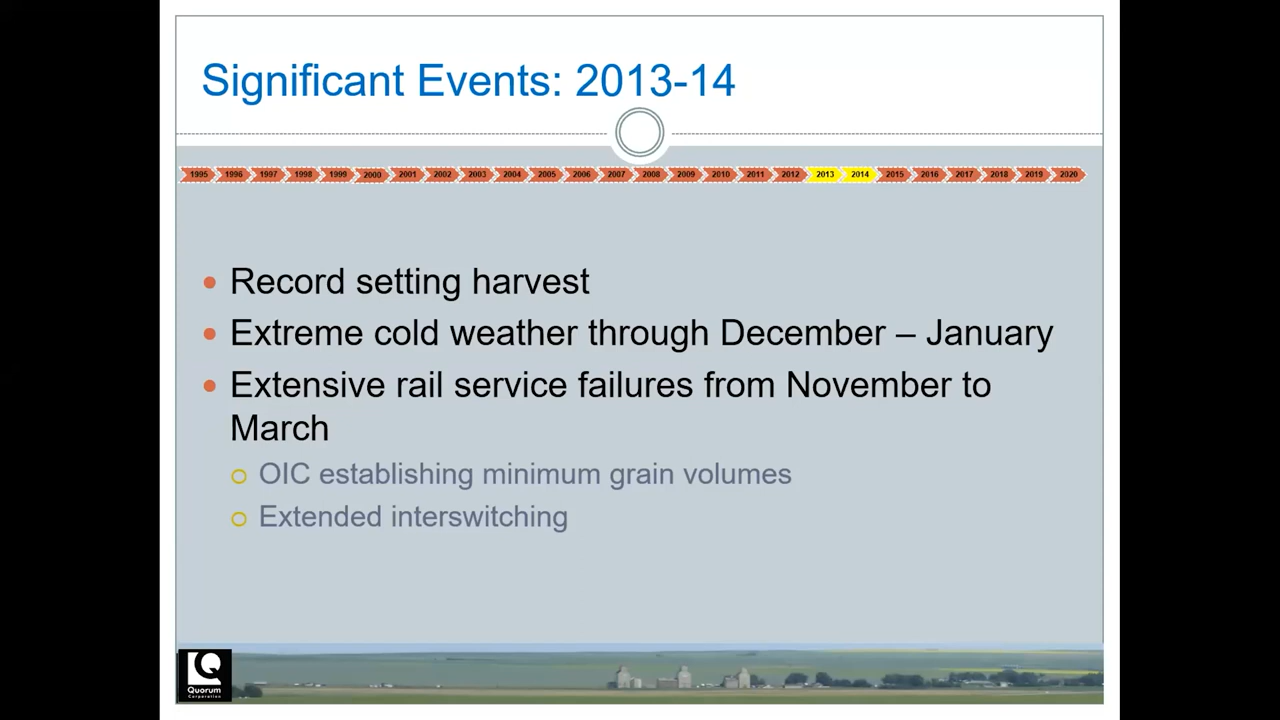 Significant Events: 2013-14
1995 1996 1997 1998 1999 2000 2001 2002 2003 2004 2005 2006 2007 2008 2009 2010 2011 2012 2013 2014 2015 2016 2017 2018 2019 2020
Record setting harvest
Extreme cold weather through December – January
Extensive rail service failures from November to
March
OIC establishing minimum grain volumes
Extended interswitching
Quorum
Corporation